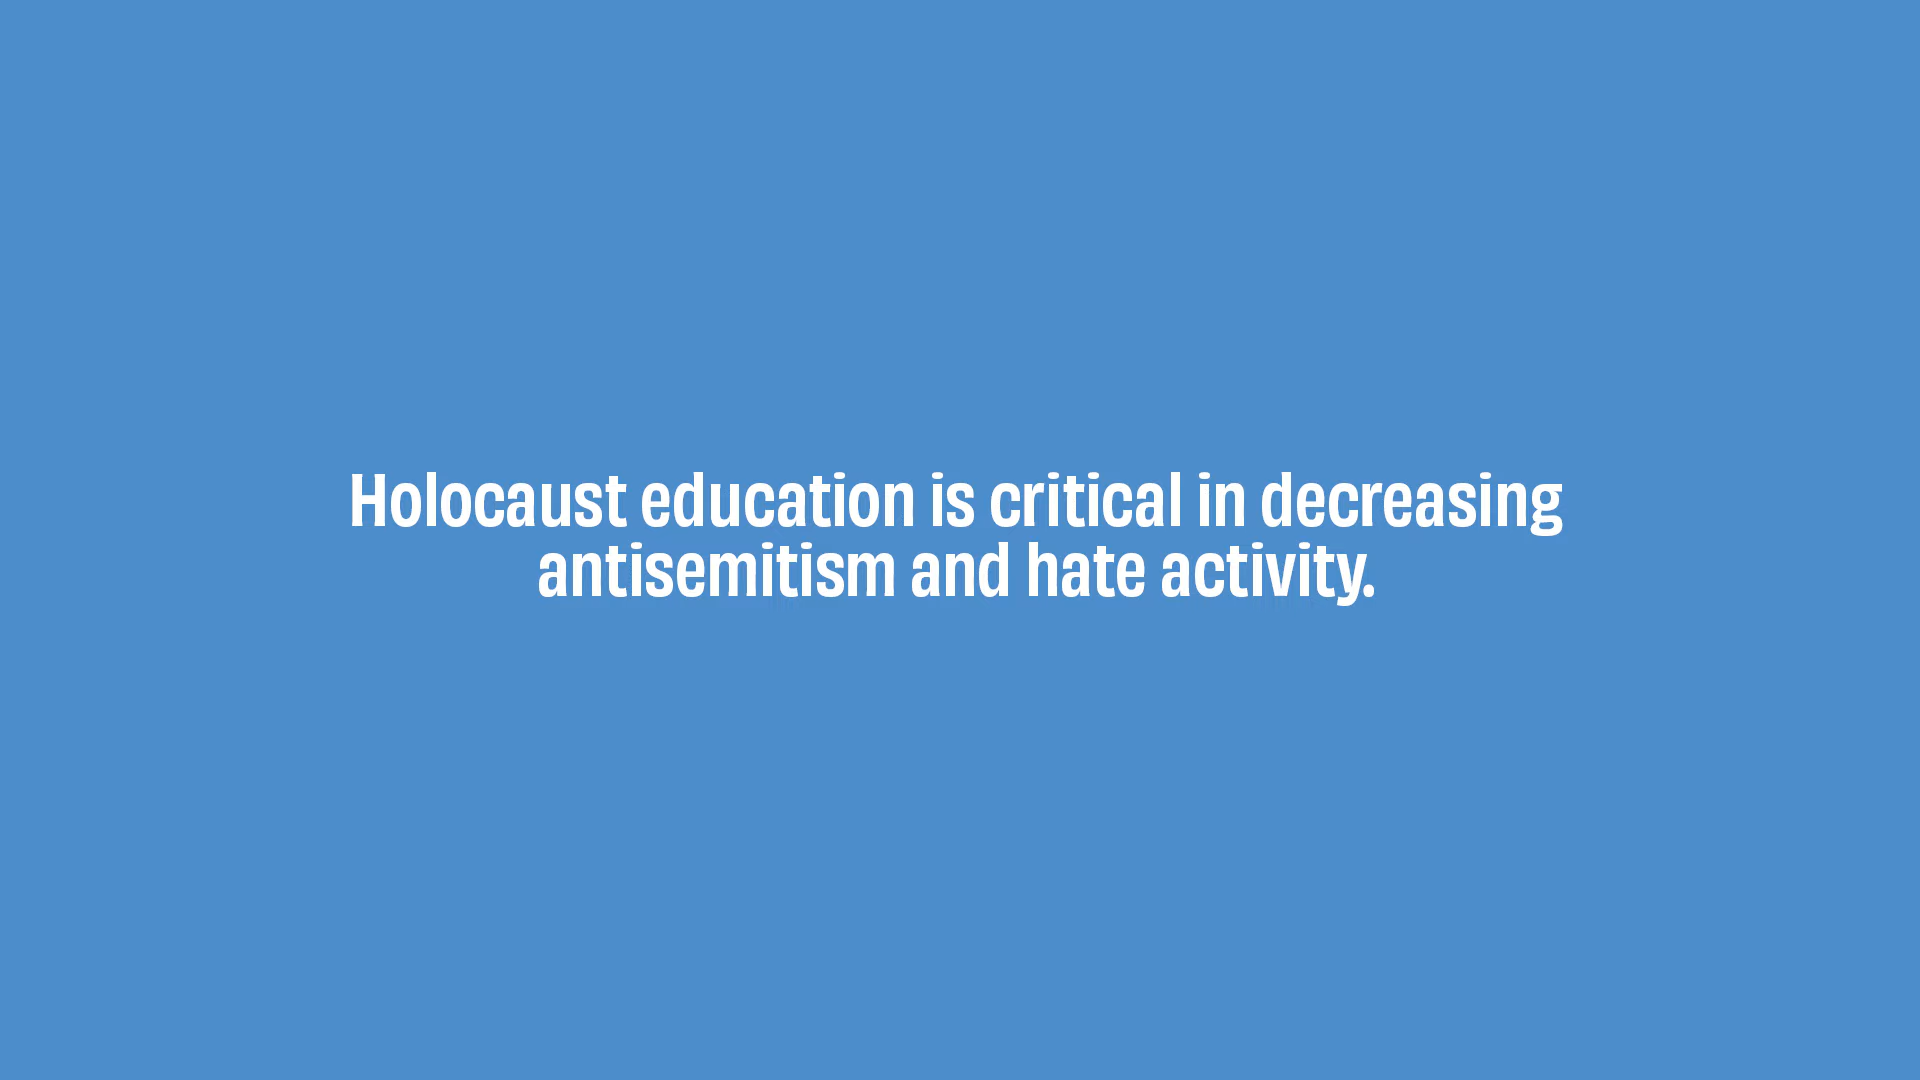 Holocaust education is critical in decreasing
antisemitism and hate activity.